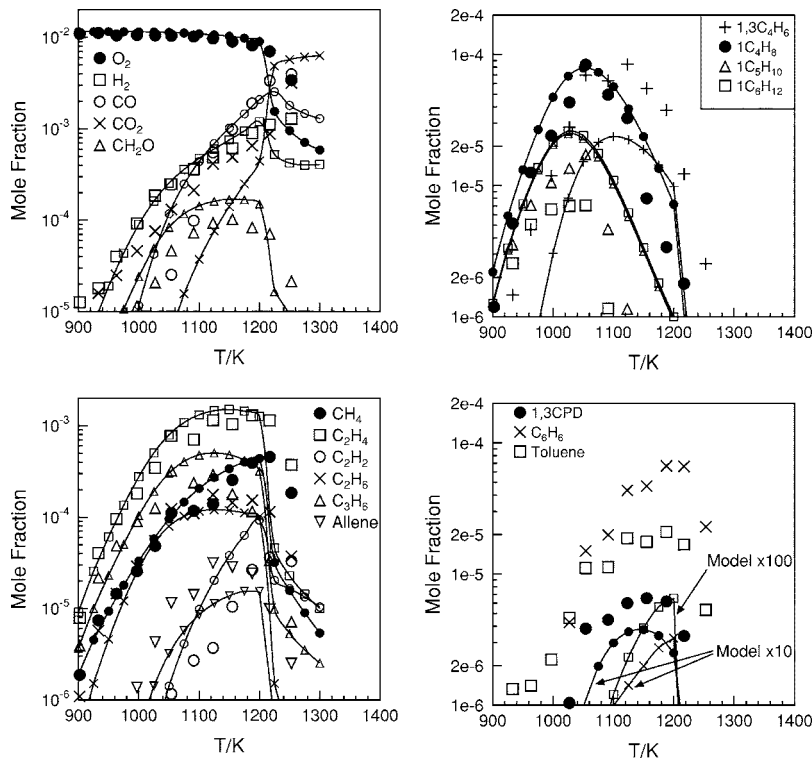 10⁻²
10⁻³
10⁻⁴
10⁻⁵
Mole Fraction
O₂
H₂
CO
CO₂
CH₂O
900 1000 1100 1200 1300 1400
T/K
1e-4
2e-5
1e-5
2e-6
1e-6
Mole Fraction
1,3C₄H₆
1C₄H₈
1C₅H₁₀
1C₆H₁₂
900 1000 1100 1200 1300 1400
T/K
10⁻³
10⁻⁴
10⁻⁵
10⁻⁶
Mole Fraction
CH₄
C₂H₄
C₂H₂
C₂H₆
C₃H₆
Allene
900 1000 1100 1200 1300 1400
T/K
2e-4
1e-4
2e-5
1e-5
2e-6
1e-6
Mole Fraction
1,3CPD
C₆H₆
Toluene
Model x100
Model x10
900 1000 1100 1200 1300 1400
T/K